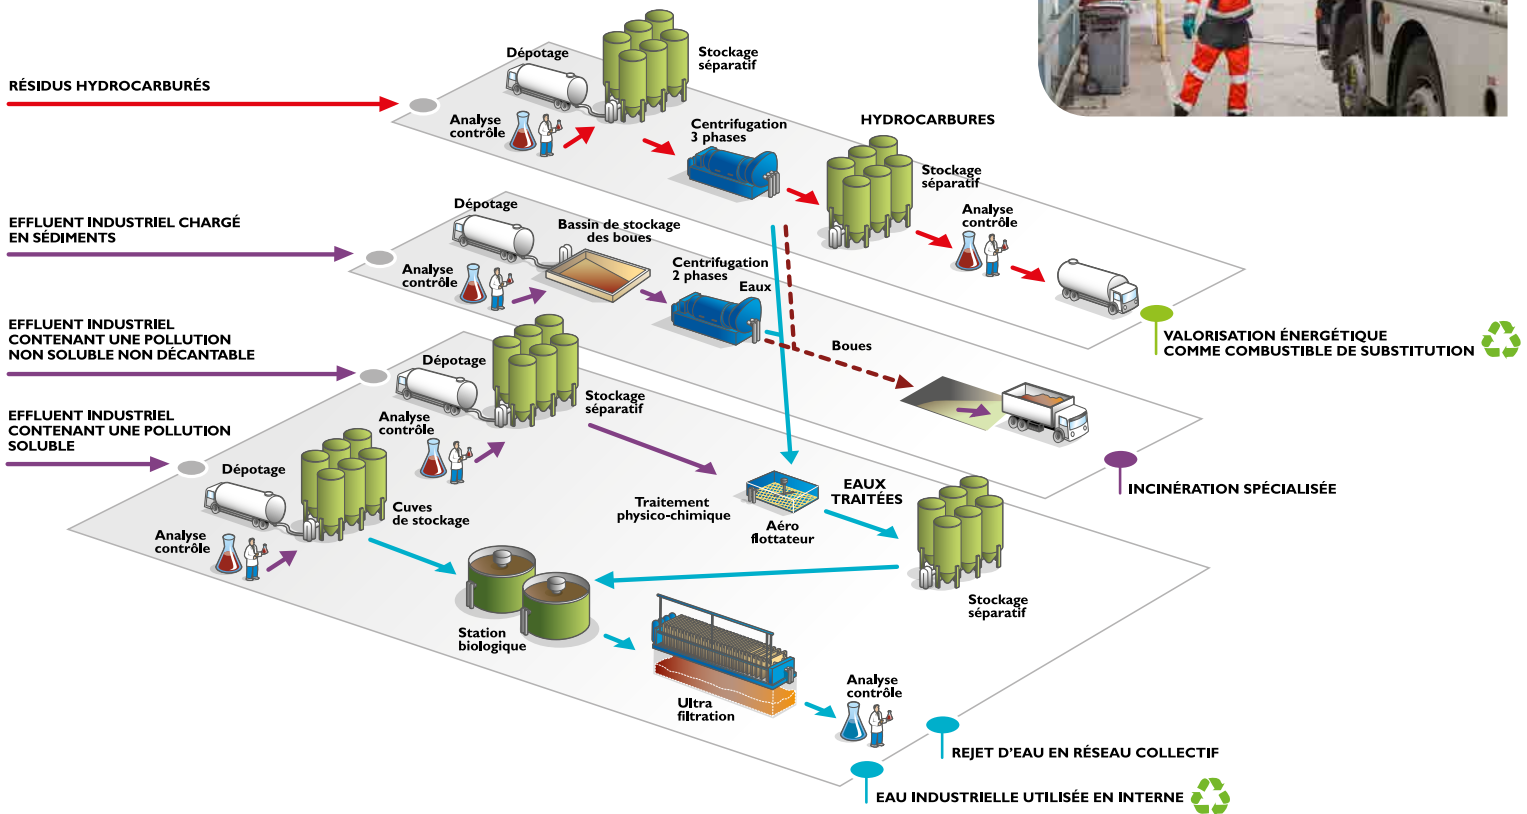 RÉSIDUS HYDROCARBURÉS
Dépotage
Stockage
séparatif
Analyse
contrôle
Centrifugation
3 phases
HYDROCARBURES
Stockage
séparatif
Analyse
contrôle
VALORISATION ÉNERGÉTIQUE
COMME COMBUSTIBLE DE SUBSTITUTION
EFFLUENT INDUSTRIEL CHARGÉ
EN SÉDIMENTS
Dépotage
Bassin de stockage
des boues
Analyse
contrôle
Centrifugation
2 phases
Eaux
Boues
INCINÉRATION SPÉCIALISÉE
EFFLUENT INDUSTRIEL
CONTENANT UNE POLLUTION
NON SOLUBLE NON DÉCANTABLE
Dépotage
Stockage
séparatif
Analyse
contrôle
Traitement
physico-chimique
Aéro
flottateur
EAUX
TRAITÉES
Stockage
séparatif
EFFLUENT INDUSTRIEL
CONTENANT UNE POLLUTION
SOLUBLE
Dépotage
Cuves
de stockage
Analyse
contrôle
Station
biologique
Ultra
filtration
Analyse
contrôle
REJET D'EAU EN RÉSEAU COLLECTIF
EAU INDUSTRIELLE UTILISÉE EN INTERNE